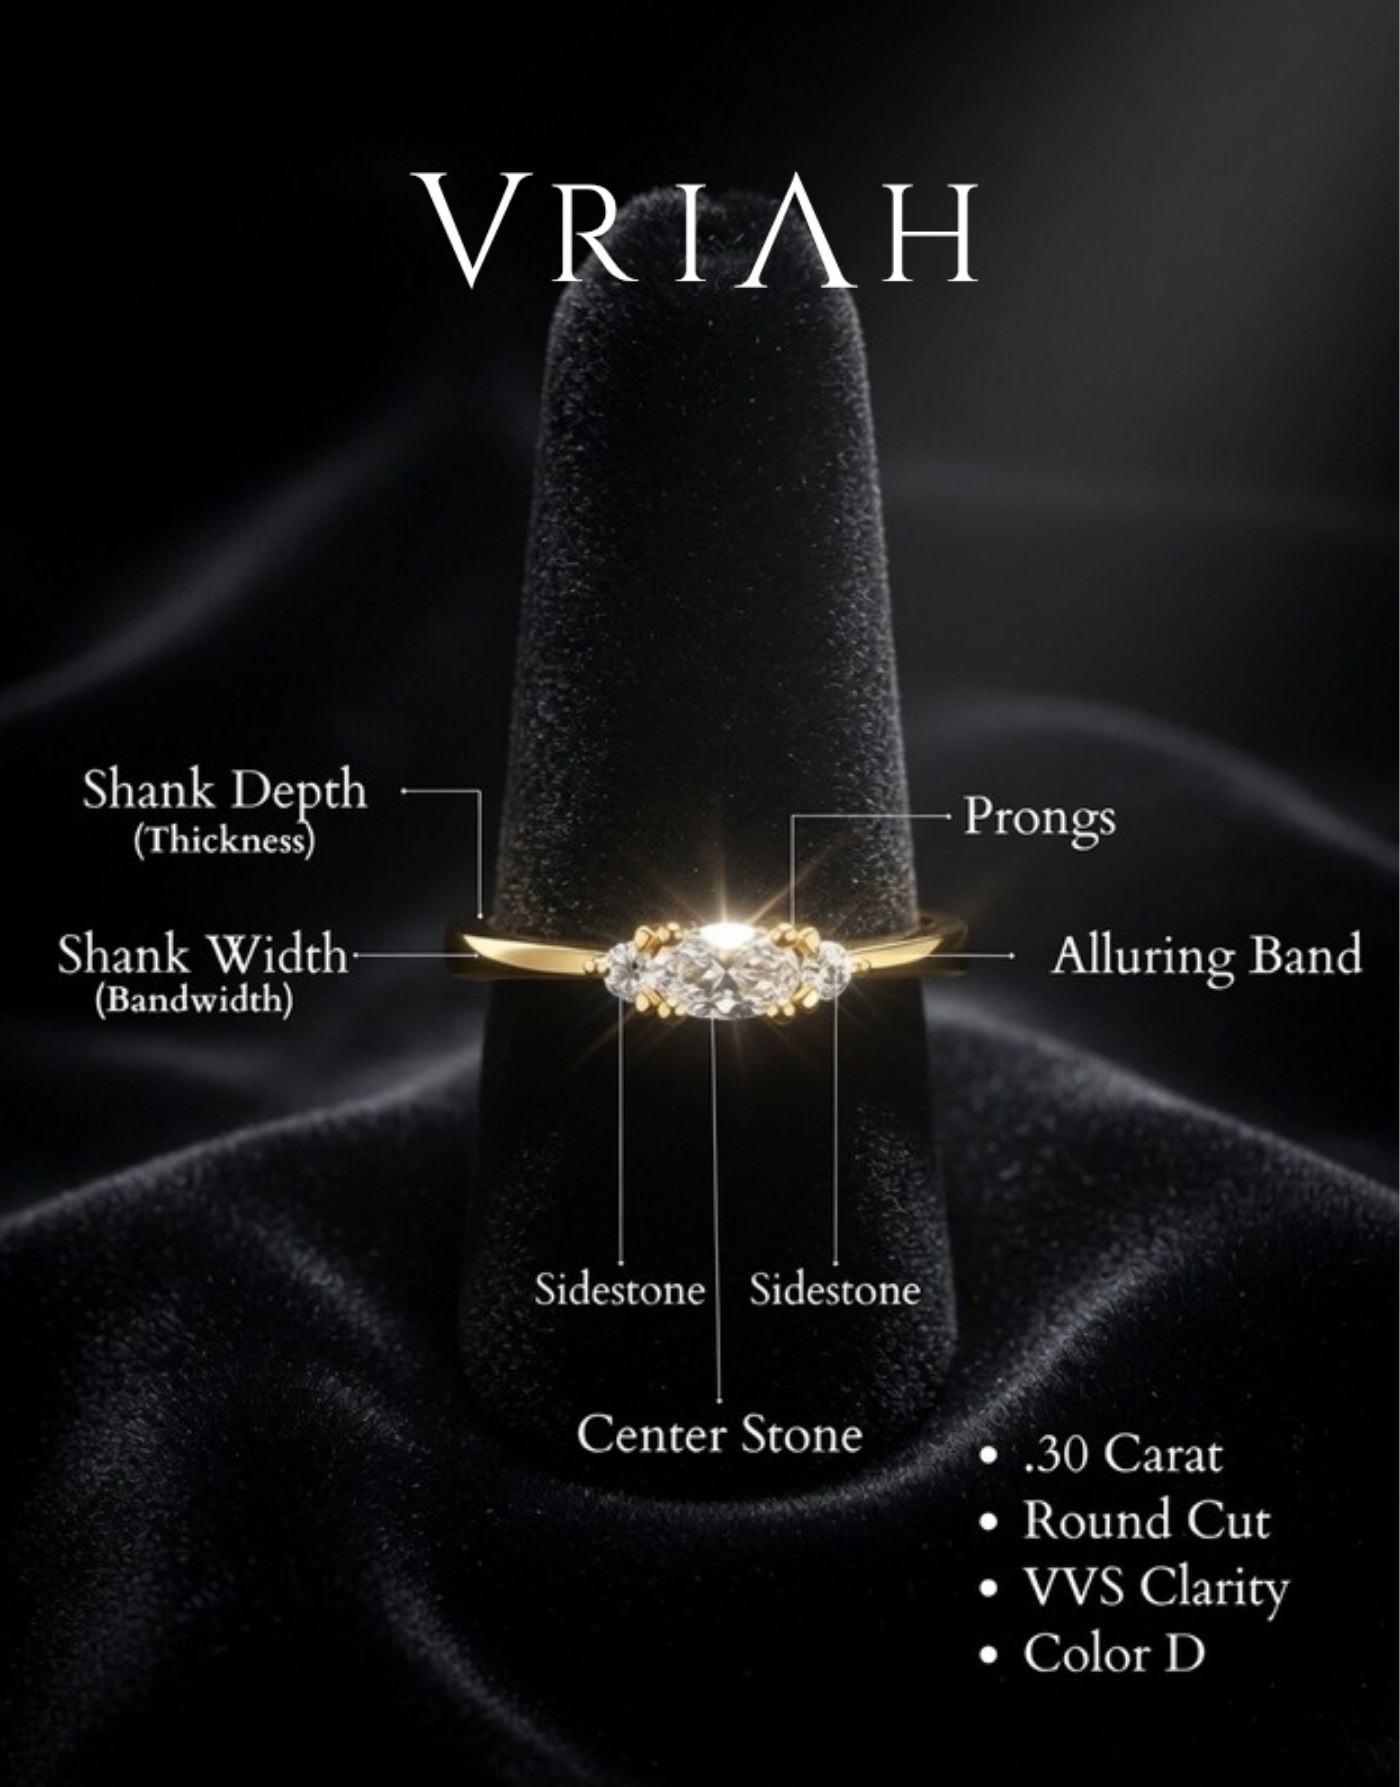 VRIAH
Shank Depth
(Thickness)
Prongs
Shank Width
(Bandwidth)
Alluring Band
Sidestone
Sidestone
Center Stone
• .30 Carat
• Round Cut
• VVS Clarity
• Color D